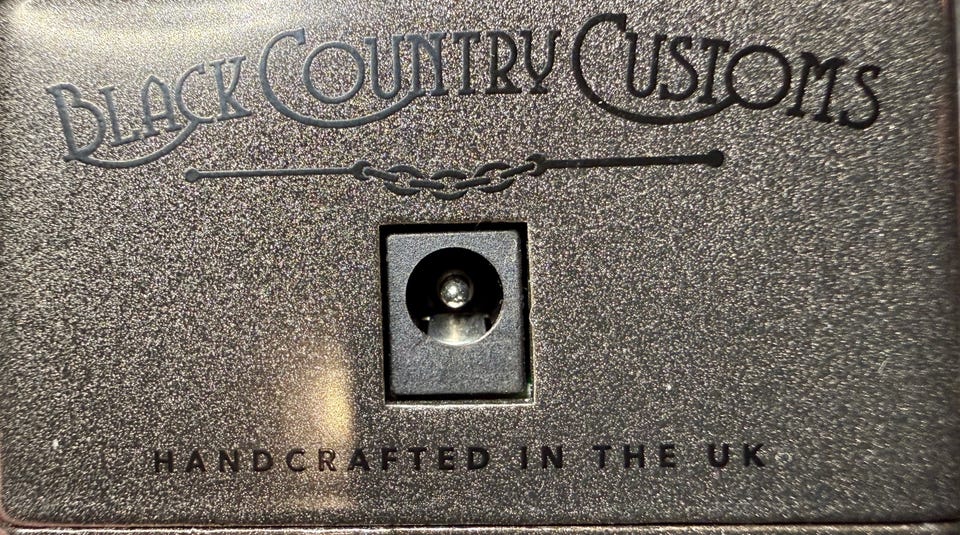 BLACK COUNTRY CUSTOMS
HANDCRAFTED IN THE UK